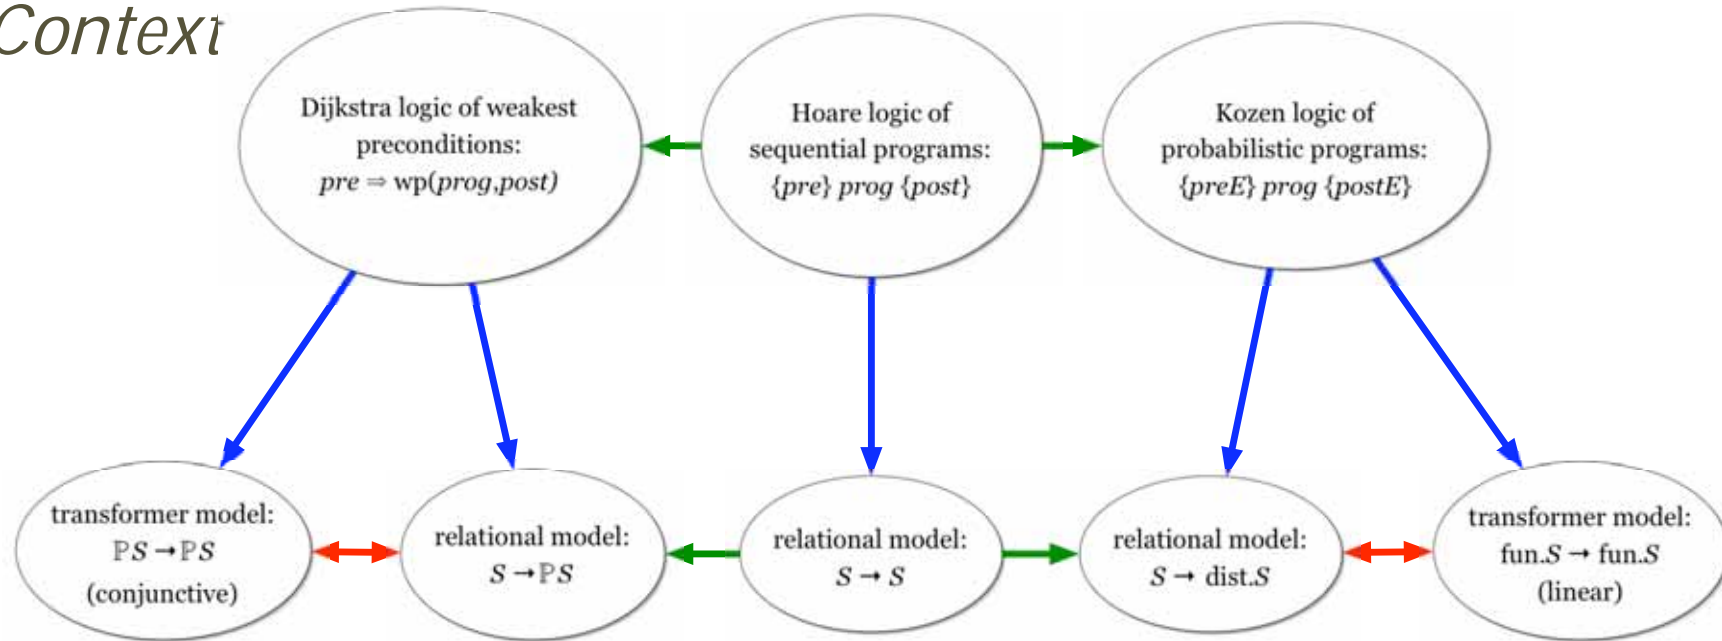 Context
Dijkstra logic of weakest
preconditions:
pre ⇒ wp(prog,post)
Hoare logic of
sequential programs:
{pre} prog {post}
Kozen logic of
probabilistic programs:
{preE} prog {postE}
transformer model:
ℙS → ℙS
(conjunctive)
relational model:
S → ℙS
relational model:
S → S
relational model:
S → dist.S
transformer model:
fun.S → fun.S
(linear)